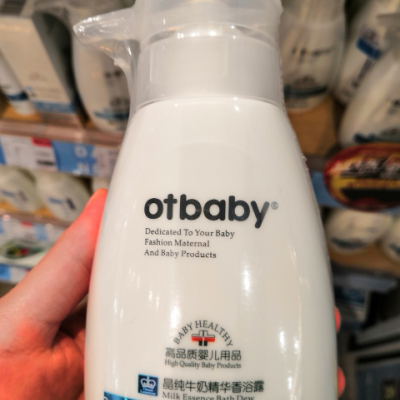 otbaby®
Dedicated To Your Baby
Fashion Maternal
And Baby Products
BABY HEALTHY
高品质婴儿用品
High Quality Baby Products
晶纯牛奶精华香浴露
Milk Essence Bath Dew